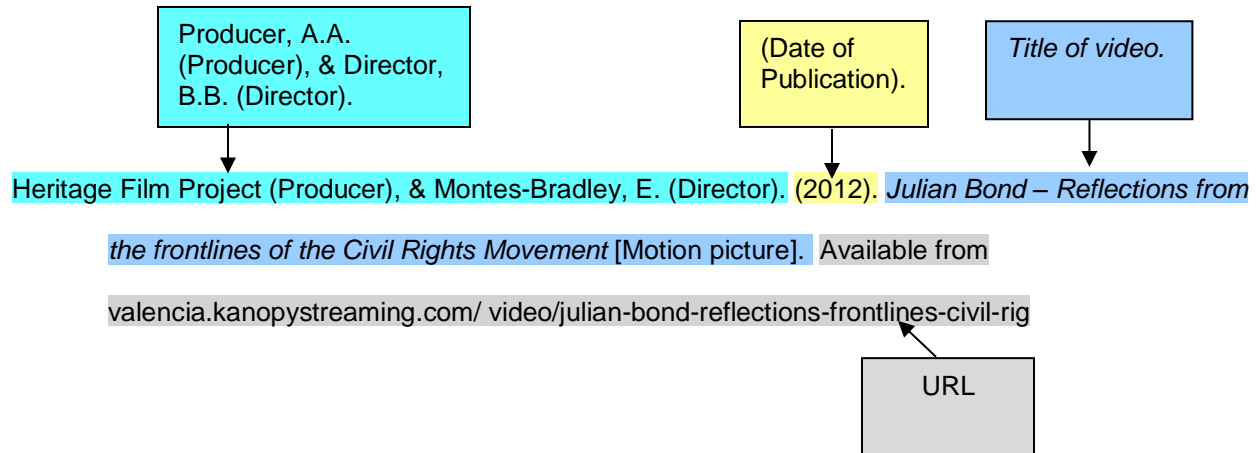 Producer, A.A.
(Producer), & Director,
B.B. (Director).
(Date of
Publication).
Title of video.
Heritage Film Project (Producer), & Montes-Bradley, E. (Director). (2012). Julian Bond – Reflections from
the frontlines of the Civil Rights Movement [Motion picture]. Available from
valencia.kanopystreaming.com/ video/julian-bond-reflections-frontlines-civil-rig
URL